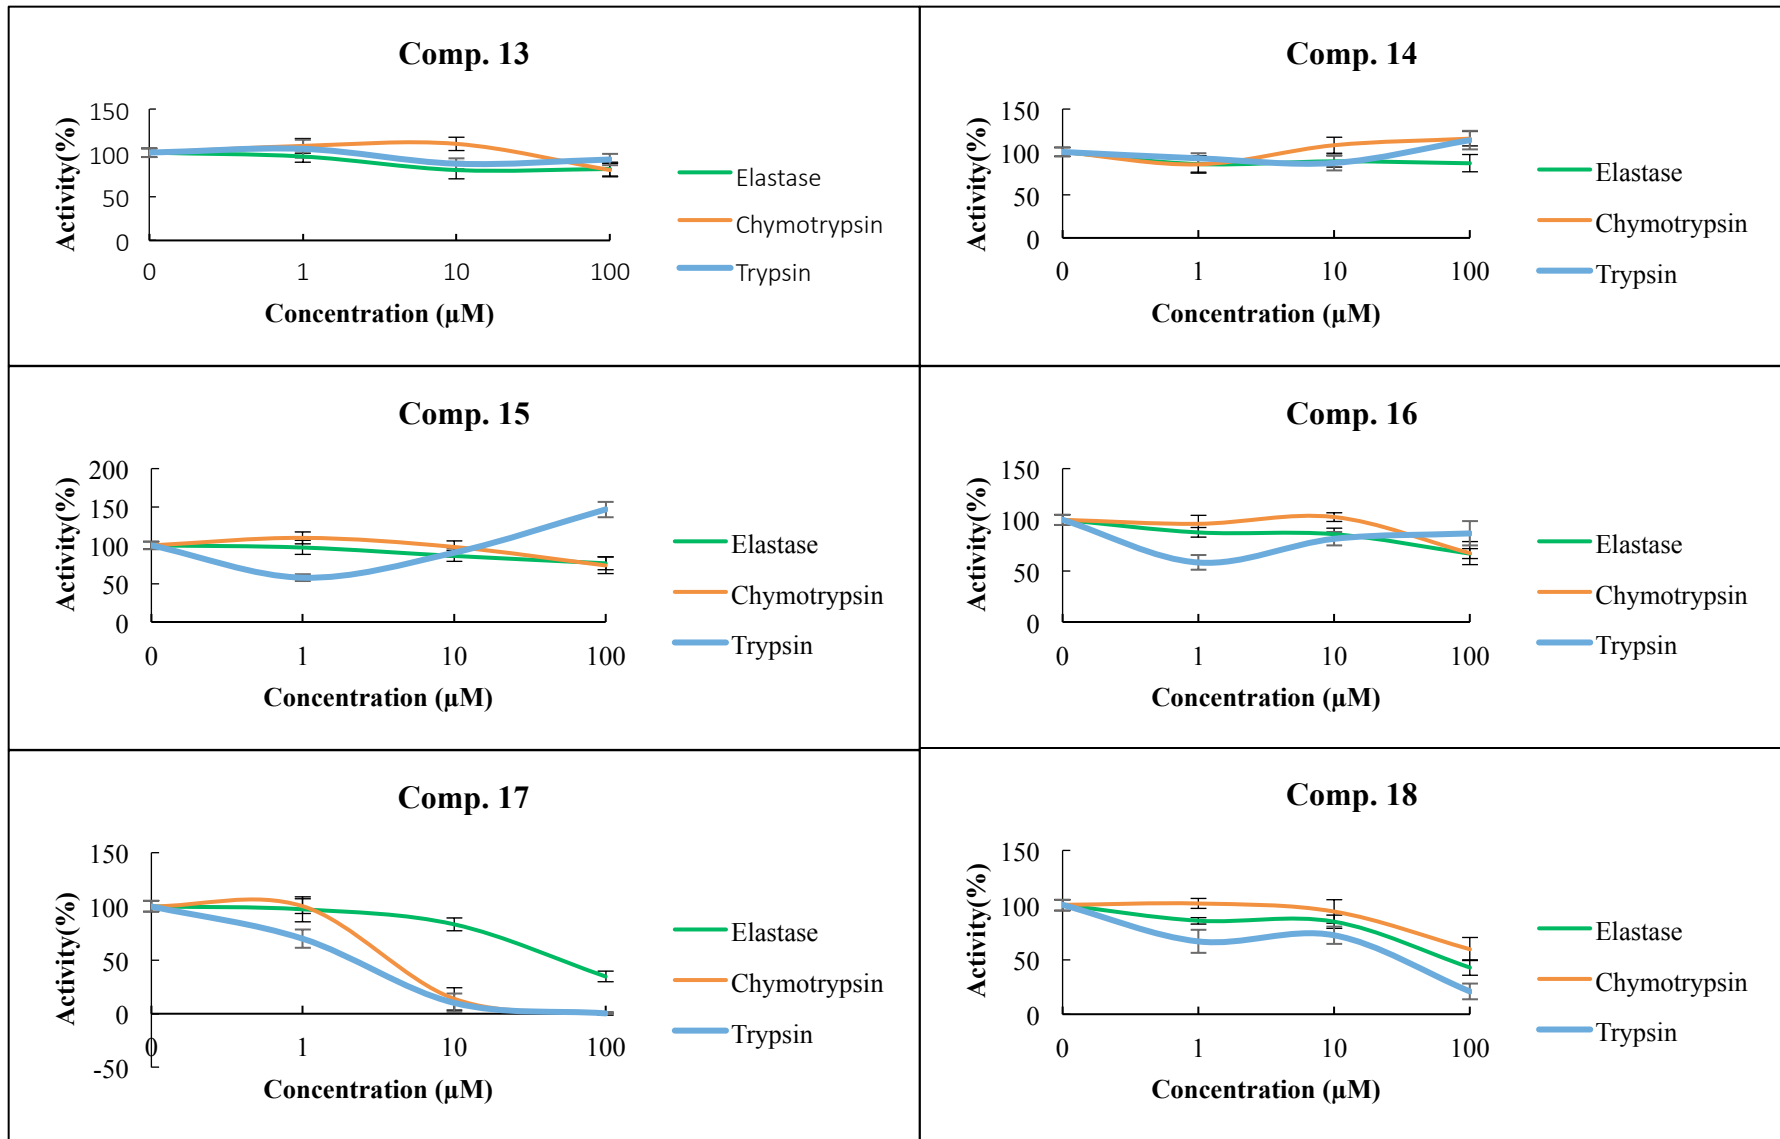 Comp. 13
150
100
50
0
0 1 10 100
Activity(%)
Concentration (µM)
Elastase
Chymotrypsin
Trypsin
Comp. 14
150
100
50
0
0 1 10 100
Activity(%)
Concentration (µM)
Elastase
Chymotrypsin
Trypsin
Comp. 15
200
150
100
50
0
0 1 10 100
Activity(%)
Concentration (µM)
Elastase
Chymotrypsin
Trypsin
Comp. 16
150
100
50
0
0 1 10 100
Activity(%)
Concentration (µM)
Elastase
Chymotrypsin
Trypsin
Comp. 17
150
100
50
0
-50
0 1 10 100
Activity(%)
Concentration (µM)
Elastase
Chymotrypsin
Trypsin
Comp. 18
150
100
50
0
0 1 10 100
Activity(%)
Concentration (µM)
Elastase
Chymotrypsin
Trypsin